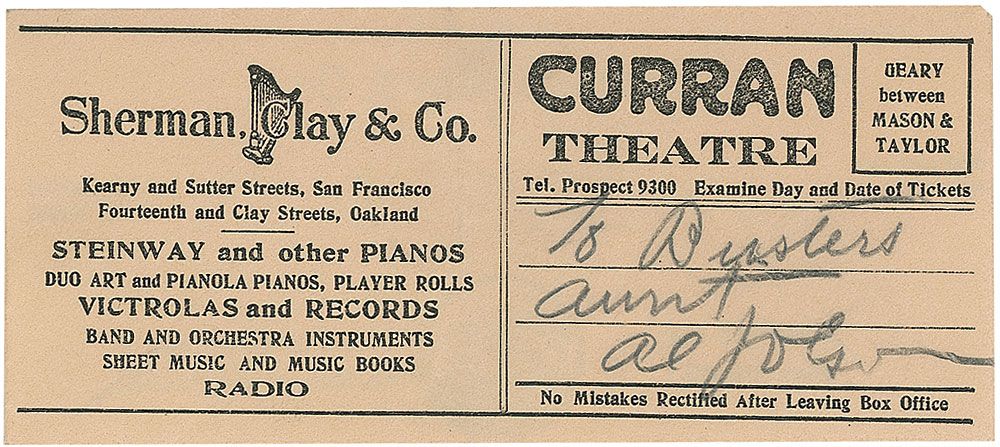 Sherman, Clay & Co.
Kearny and Sutter Streets, San Francisco
Fourteenth and Clay Streets, Oakland
STEINWAY and other PIANOS
DUO ART and PIANOLA PIANOS, PLAYER ROLLS
VICTROLAS and RECORDS
BAND AND ORCHESTRA INSTRUMENTS
SHEET MUSIC AND MUSIC BOOKS
RADIO
CURRAN
THEATRE
GEARY
between
MASON &
TAYLOR
Tel. Prospect 9300 Examine Day and Date of Tickets
To Busters
aunt
Al Jolson
No Mistakes Rectified After Leaving Box Office